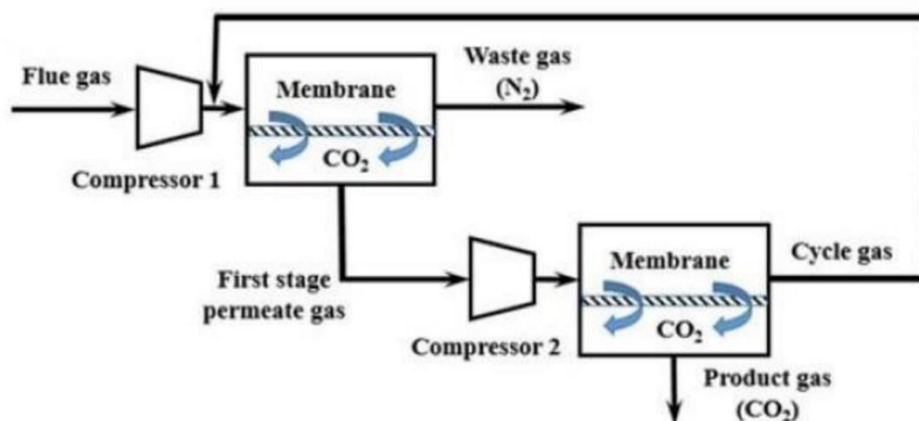 Flue gas
Compressor 1
Membrane
CO₂
Waste gas
(N₂)
First stage
permeate gas
Compressor 2
Membrane
CO₂
Cycle gas
Product gas
(CO₂)